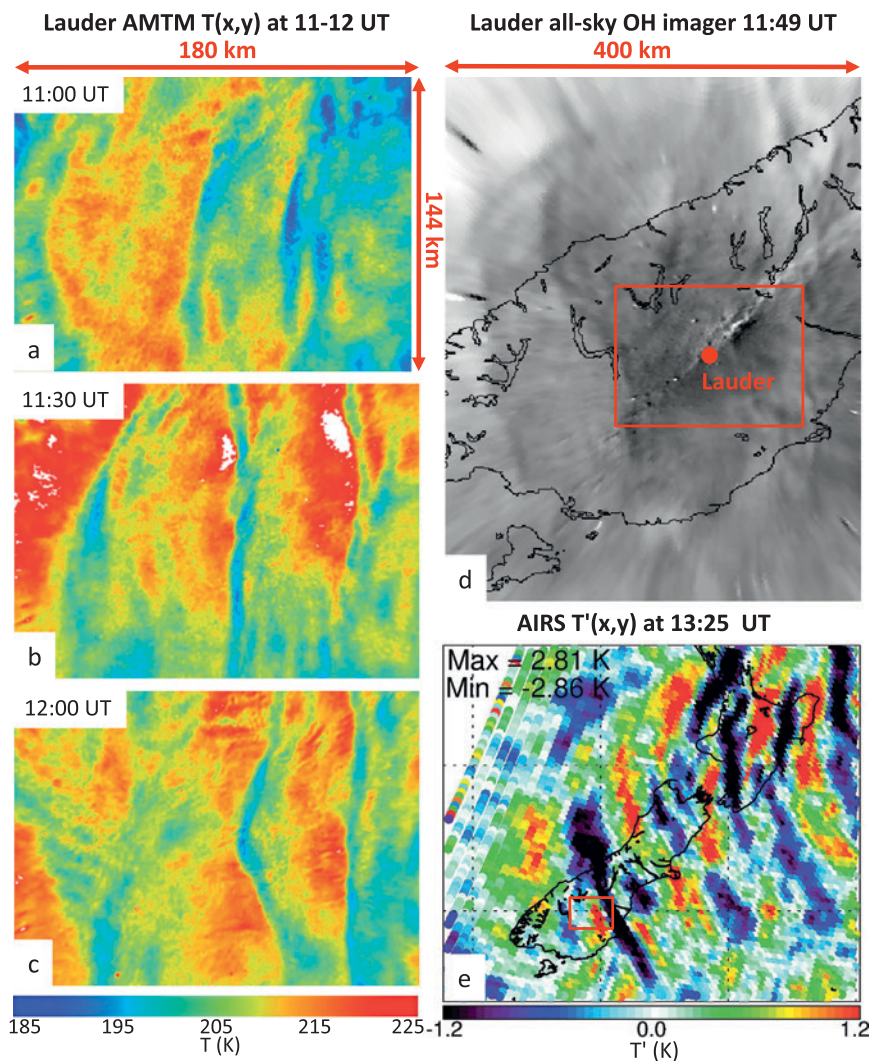 Lauder AMTM T(x,y) at 11-12 UT
180 km
11:00 UT
144 km
a
11:30 UT
b
12:00 UT
c
185 195 205 215 225
T (K)
Lauder all-sky OH imager 11:49 UT
400 km
Lauder
d
AIRS T'(x,y) at 13:25 UT
Max = 2.81 K
Min = -2.86 K
e
-1.2 0.0 1.2
T' (K)